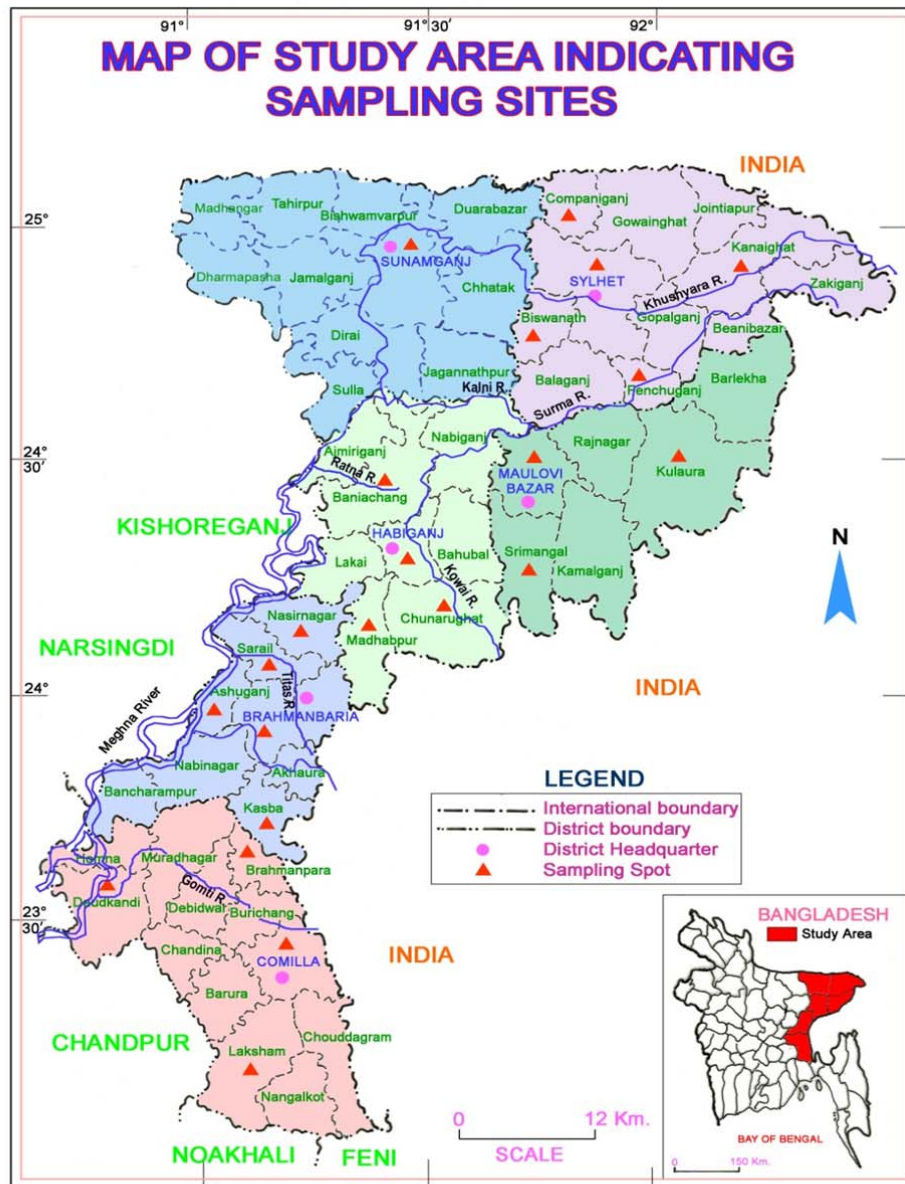 91°
91° 30'
92°
MAP OF STUDY AREA INDICATING
SAMPLING SITES
INDIA
25°
Madhangar
Tahirpur
Bishwamvarpur
Duarabazar
Companiganj
Gowainghat
Jointiapur
SUNAMGANJ
Kanaighat
Dharmapasha
Jamalganj
Chhatak
SYLHET
Khushyara R.
Zakiganj
Dirai
Biswanath
Gopalganj
Beanibazar
Sulla
Jagannathpur
Kalni R.
Balaganj
Surma R.
Fenchuganj
Barlekha
24°
30'
Ajmiriganj
Nabiganj
Ratna R.
Baniachang
MAULOVI
BAZAR
Rajnagar
Kulaura
KISHOREGANJ
HABIGANJ
Lakai
Bahubal
Kowai R.
Srimangal
Kamalganj
N
Nasirnagar
Madhabpur
Chunarughat
NARSINGDI
Sarail
Titas R.
INDIA
24°
Ashuganj
BRAHMANBARIA
Meghna River
Nabinagar
Akhaura
Bancharampur
Kasba
LEGEND
International boundary
District boundary
District Headquarter
Sampling Spot
Homna
Muradhagar
Brahmanpara
Daudkandi
Gomti R.
Debidwar
Burichang
23°
30'
Chandina
COMILLA
INDIA
Barura
CHANDPUR
Chouddagram
Laksham
Nangalkot
NOAKHALI
FENI
0
12 Km.
SCALE
BANGLADESH
Study Area
BAY OF BENGAL
0
150 Km.